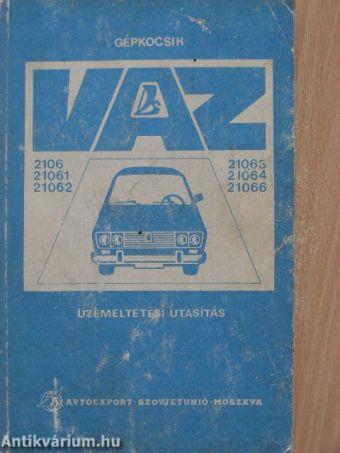 GÉPKOCSIK
VAZ
2106 21063
21061 21064
21062 21066
ÜZEMELTETÉSI UTASÍTÁS
AVTOEXPORT·SZOVJETUNIÓ·MOSZKVA
Antikvárium.hu